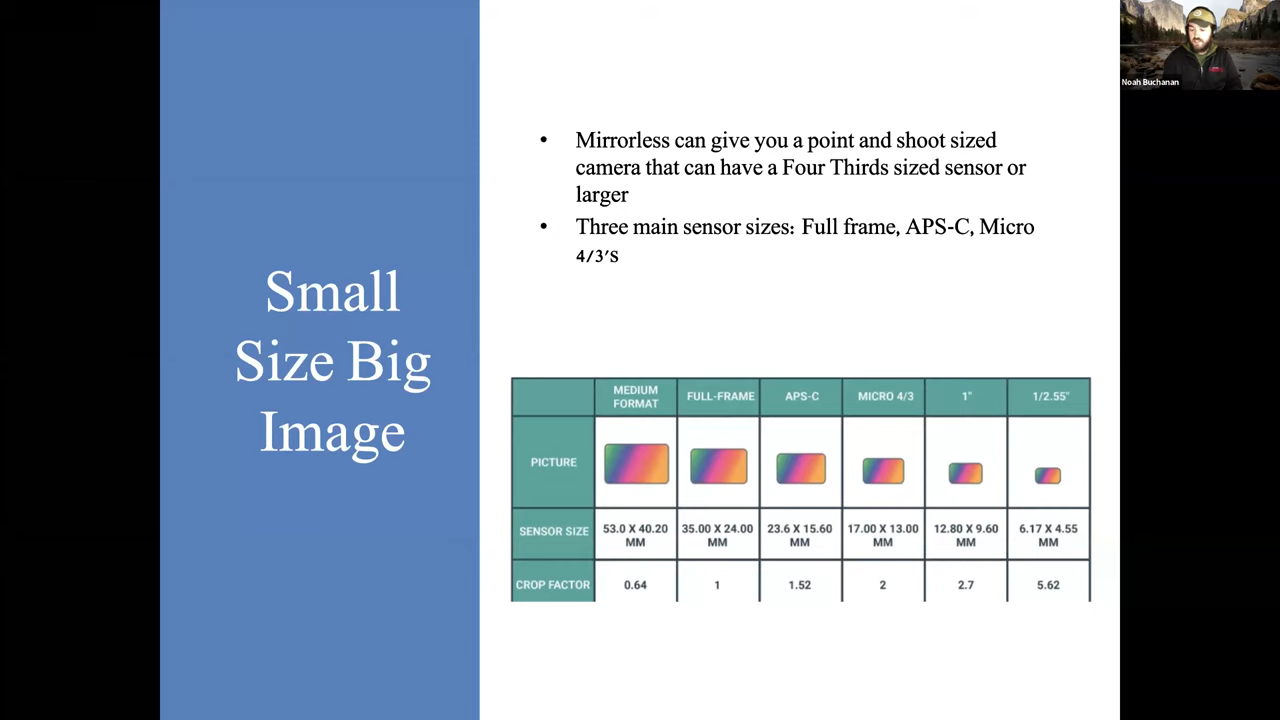 Small
Size Big
Image
• Mirrorless can give you a point and shoot sized
camera that can have a Four Thirds sized sensor or
larger
• Three main sensor sizes: Full frame, APS-C, Micro
4/3's
MEDIUM FORMAT FULL-FRAME APS-C MICRO 4/3 1" 1/2.55"
PICTURE
SENSOR SIZE 53.0 X 40.20 MM 35.00 X 24.00 MM 23.6 X 15.60 MM 17.00 X 13.00 MM 12.80 X 9.60 MM 6.17 X 4.55 MM
CROP FACTOR 0.64 1 1.52 2 2.7 5.62
Noah Buchanan